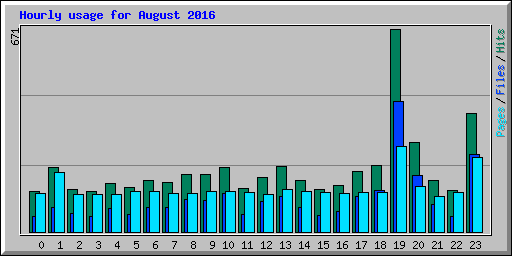 Hourly usage for August 2016
671
Pages / Files / Hits
0 1 2 3 4 5 6 7 8 9 10 11 12 13 14 15 16 17 18 19 20 21 22 23